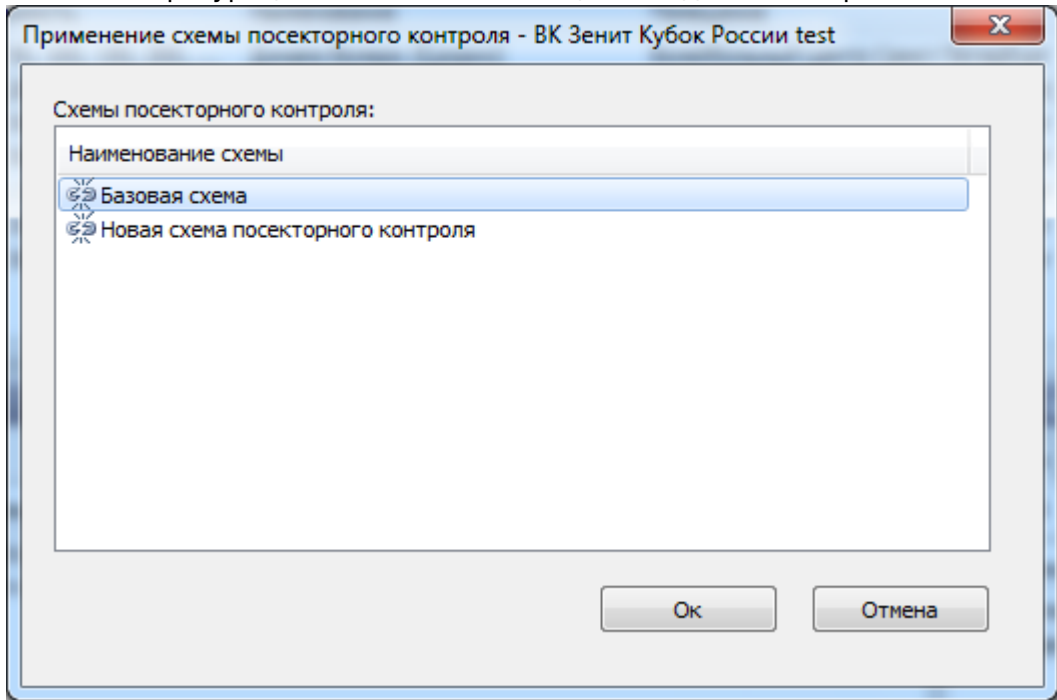 Применение схемы посекторного контроля - ВК Зенит Кубок России test
Схемы посекторного контроля:
Наименование схемы
Базовая схема
Новая схема посекторного контроля
Ок
Отмена